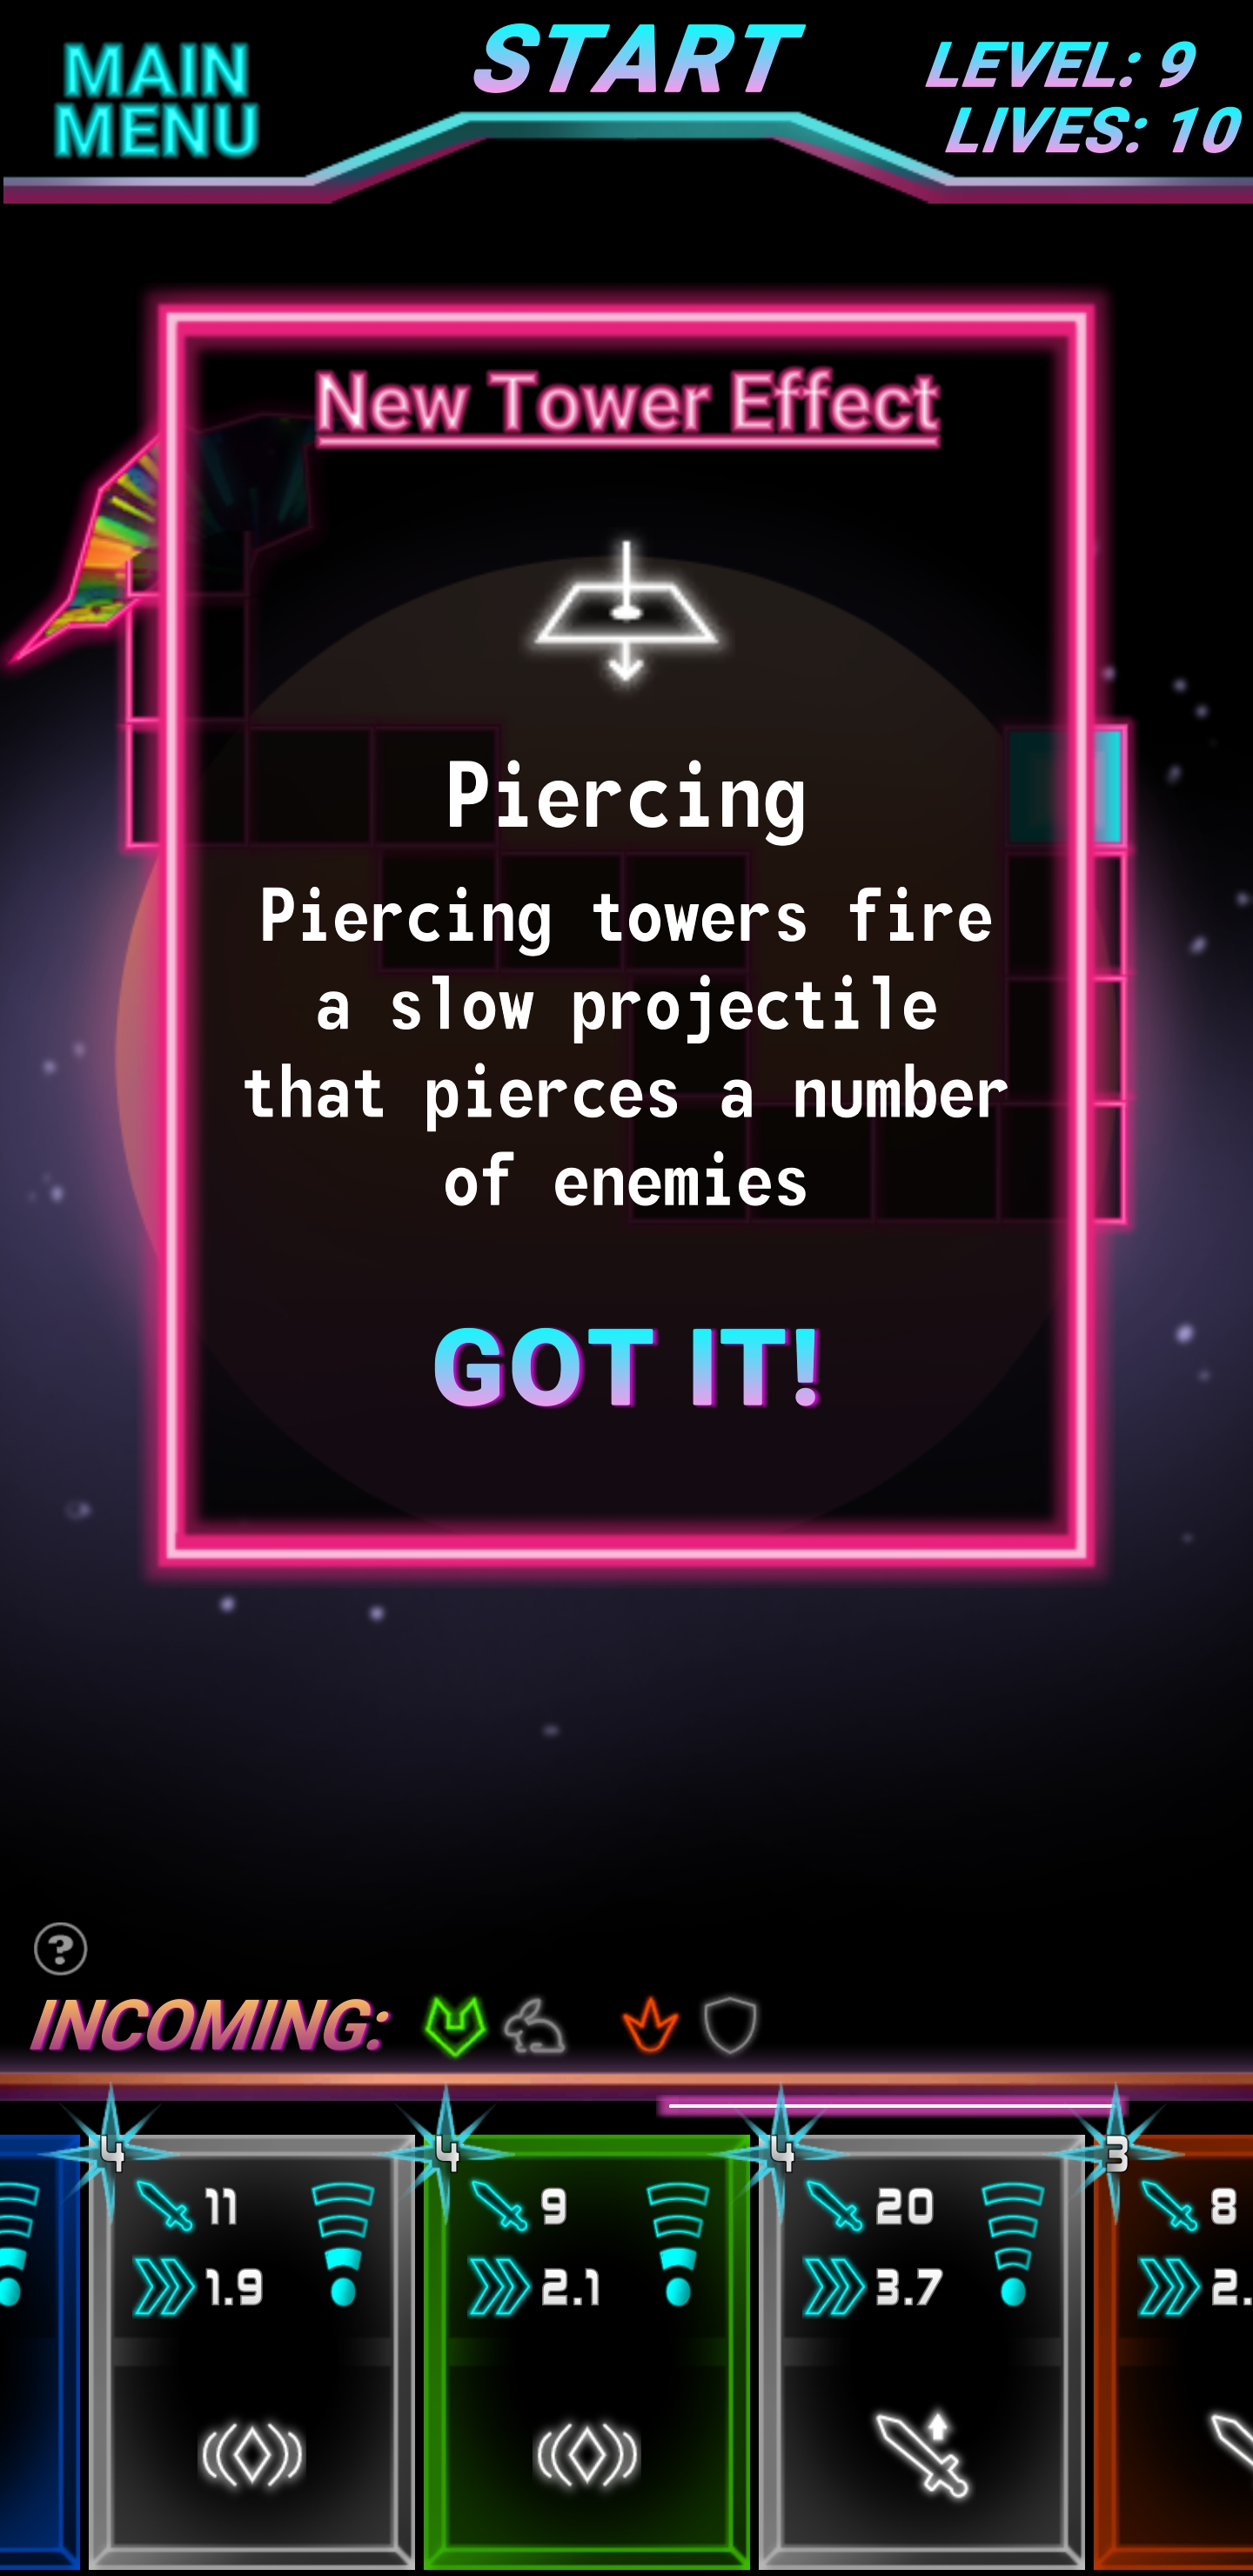 MAIN
MENU
START
LEVEL: 9
LIVES: 10
New Tower Effect
Piercing
Piercing towers fire
a slow projectile
that pierces a number
of enemies
GOT IT!
?
INCOMING:
4
4
4
3
11
9
20
8
1.9
2.1
3.7
2.